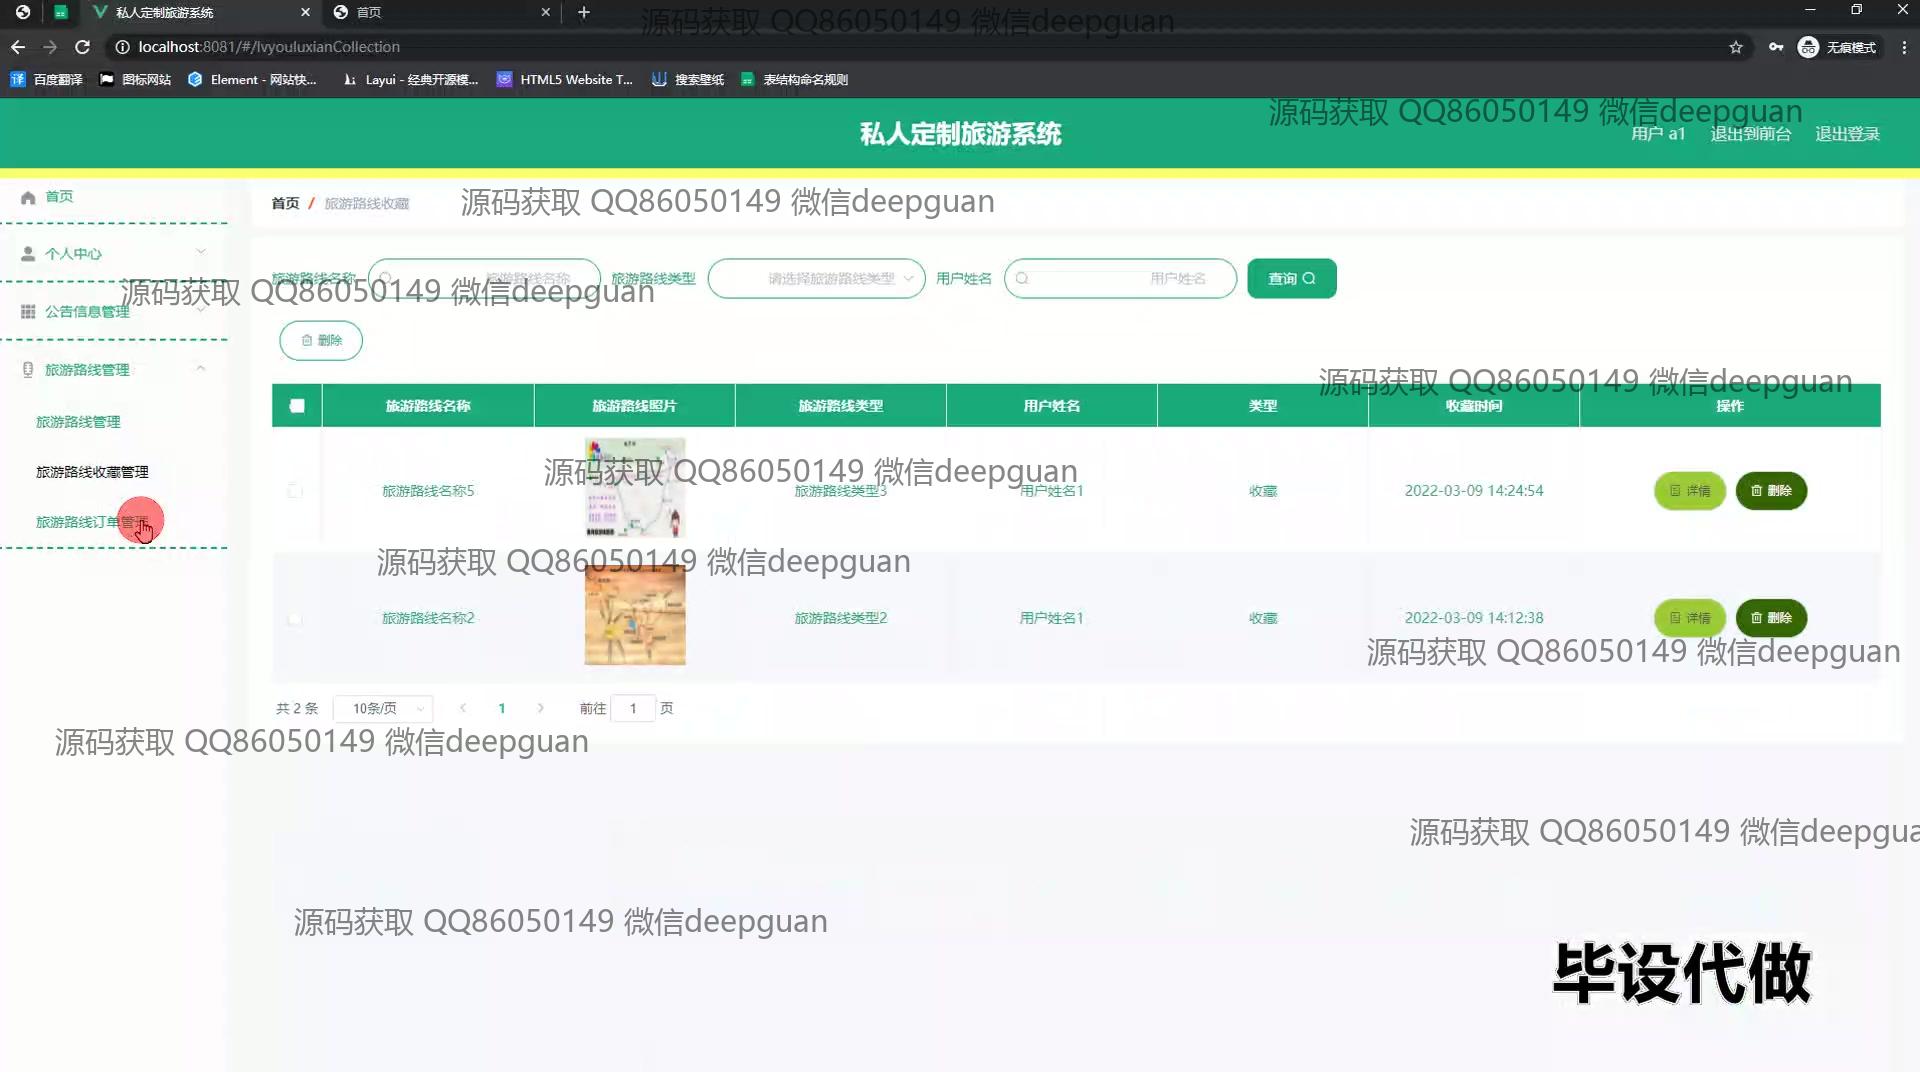 私人定制旅游系统
首页
源码获取 QQ86050149 微信deepguan
localhost:8081/#/lvyouluxianCollection
无痕模式
百度翻译
图标网站
Element - 网站快...
Layui - 经典开源模...
HTML5 Website T...
搜索壁纸
表结构命名规则
源码获取 QQ86050149 微信deepguan
私人定制旅游系统
用户 a1
退出到前台
退出登录
首页
首页 / 旅游路线收藏
源码获取 QQ86050149 微信deepguan
个人中心
旅游路线名称
旅游路线名称
旅游路线类型
请选择旅游路线类型
用户姓名
用户姓名
查询
源码获取 QQ86050149 微信deepguan
公告信息管理
删除
旅游路线管理
源码获取 QQ86050149 微信deepguan
旅游路线名称
旅游路线照片
旅游路线类型
用户姓名
类型
收藏时间
操作
旅游路线管理
旅游路线收藏管理
源码获取 QQ86050149 微信deepguan
旅游路线名称5
旅游路线类型3
用户姓名1
收藏
2022-03-09 14:24:54
详情
删除
旅游路线订单管理
源码获取 QQ86050149 微信deepguan
旅游路线名称2
旅游路线类型2
用户姓名1
收藏
2022-03-09 14:12:38
详情
删除
源码获取 QQ86050149 微信deepguan
共 2 条
10条/页
1
前往 1 页
源码获取 QQ86050149 微信deepguan
源码获取 QQ86050149 微信deepgua
源码获取 QQ86050149 微信deepguan
毕设代做